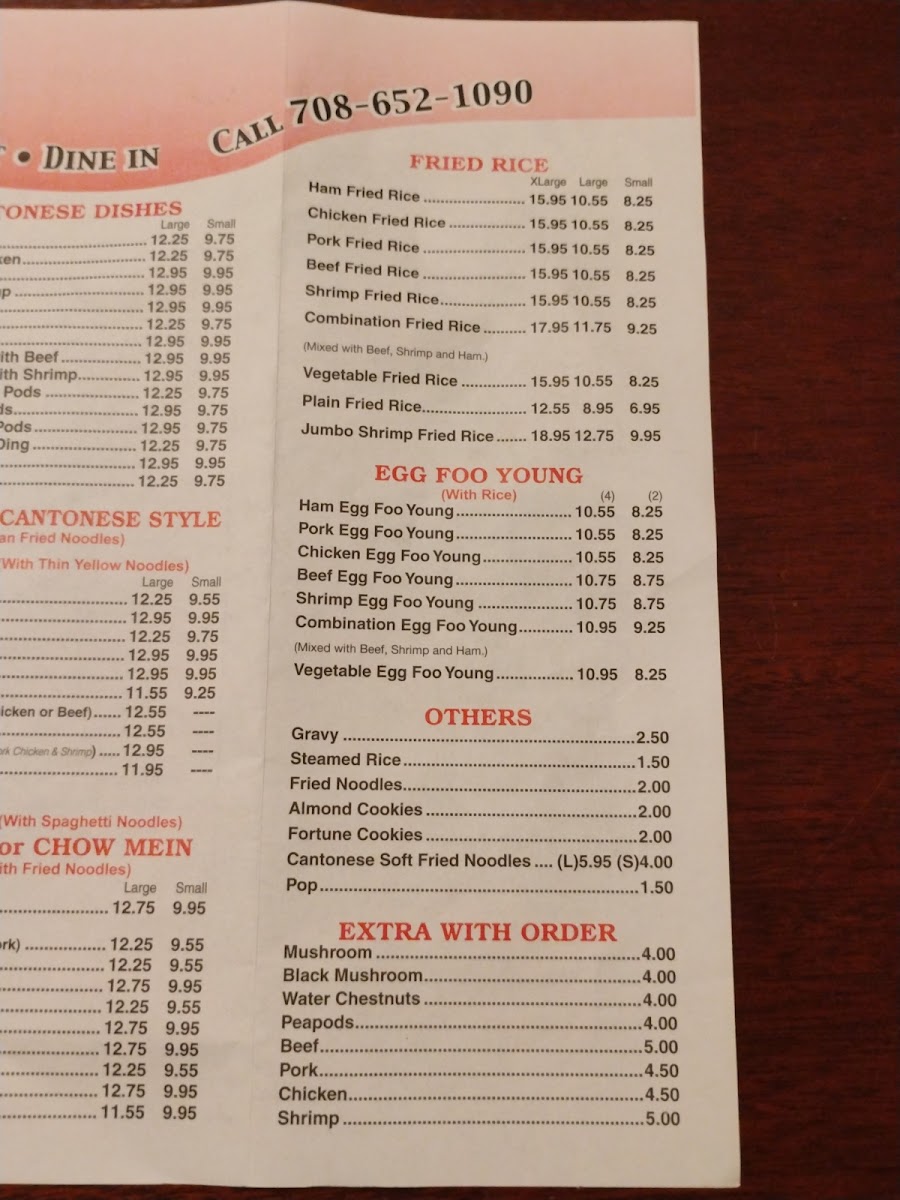 • DINE IN
CALL 708-652-1090
TONESE DISHES
Large Small
12.25 9.75
ken 12.25 9.75
12.95 9.95
p 12.95 9.95
12.95 9.95
12.25 9.75
12.95 9.95
ith Beef 12.95 9.95
ith Shrimp 12.95 9.95
Pods 12.25 9.75
ds 12.95 9.75
Pods 12.95 9.75
Ding 12.25 9.75
12.95 9.95
12.25 9.75
CANTONESE STYLE
an Fried Noodles)
(With Thin Yellow Noodles)
Large Small
12.25 9.55
12.95 9.95
12.25 9.75
12.95 9.95
12.95 9.95
11.55 9.25
icken or Beef) 12.55 ----
12.55 ----
rk Chicken & Shrimp) 12.95 ----
11.95 ----
(With Spaghetti Noodles)
or CHOW MEIN
ith Fried Noodles)
Large Small
12.75 9.95
ork) 12.25 9.55
12.25 9.55
12.75 9.95
12.25 9.55
12.75 9.95
12.75 9.95
12.25 9.55
12.75 9.95
11.55 9.95
FRIED RICE
XLarge Large Small
Ham Fried Rice 15.95 10.55 8.25
Chicken Fried Rice 15.95 10.55 8.25
Pork Fried Rice 15.95 10.55 8.25
Beef Fried Rice 15.95 10.55 8.25
Shrimp Fried Rice 15.95 10.55 8.25
Combination Fried Rice 17.95 11.75 9.25
(Mixed with Beef, Shrimp and Ham.)
Vegetable Fried Rice 15.95 10.55 8.25
Plain Fried Rice 12.55 8.95 6.95
Jumbo Shrimp Fried Rice 18.95 12.75 9.95
EGG FOO YOUNG
(With Rice) (4) (2)
Ham Egg Foo Young 10.55 8.25
Pork Egg Foo Young 10.55 8.25
Chicken Egg Foo Young 10.55 8.25
Beef Egg Foo Young 10.75 8.75
Shrimp Egg Foo Young 10.75 8.75
Combination Egg Foo Young 10.95 9.25
(Mixed with Beef, Shrimp and Ham.)
Vegetable Egg Foo Young 10.95 8.25
OTHERS
Gravy 2.50
Steamed Rice 1.50
Fried Noodles 2.00
Almond Cookies 2.00
Fortune Cookies 2.00
Cantonese Soft Fried Noodles .... (L)5.95 (S)4.00
Pop 1.50
EXTRA WITH ORDER
Mushroom 4.00
Black Mushroom 4.00
Water Chestnuts 4.00
Peapods 4.00
Beef 5.00
Pork 4.50
Chicken 4.50
Shrimp 5.00